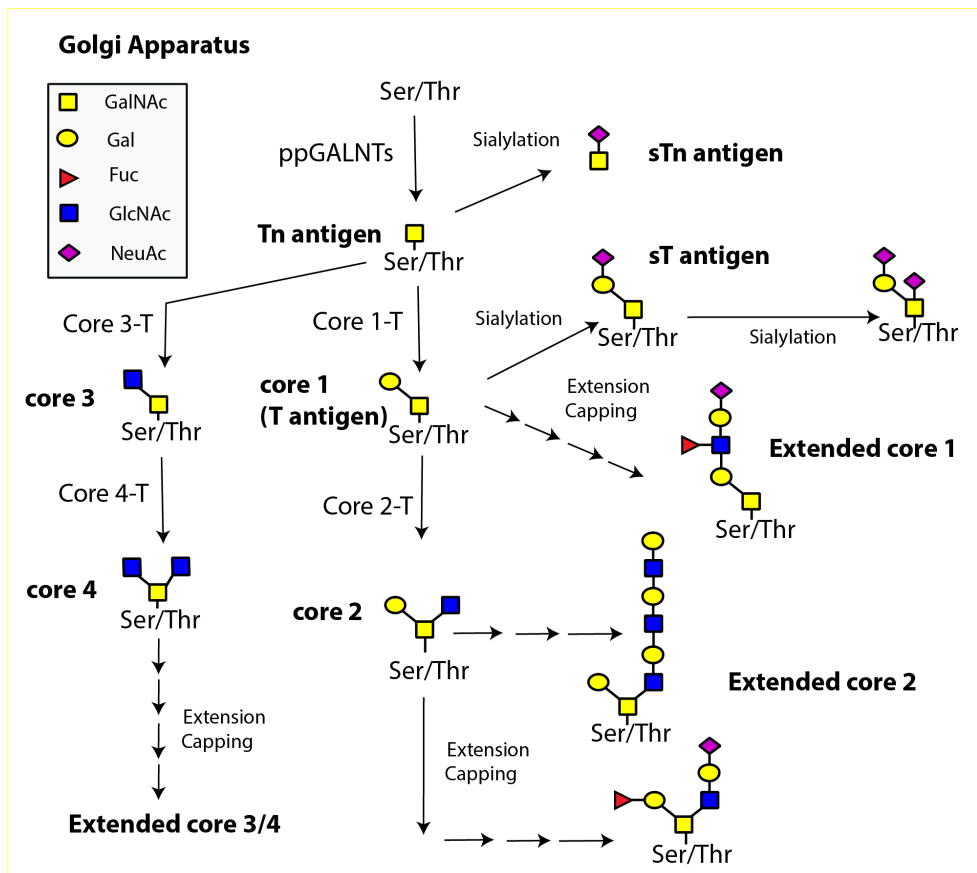 Golgi Apparatus
GalNAc
Gal
Fuc
GlcNAc
NeuAc
Ser/Thr
ppGALNTs
Sialylation
sTn antigen
Tn antigen
Ser/Thr
sT antigen
Core 3-T
Core 1-T
Sialylation
Ser/Thr
Sialylation
Ser/Thr
core 3
Ser/Thr
core 1
(T antigen)
Ser/Thr
Extension
Capping
Extended core 1
Ser/Thr
Core 4-T
Core 2-T
core 4
Ser/Thr
core 2
Ser/Thr
Extended core 2
Ser/Thr
Extension
Capping
Extension
Capping
Extended core 3/4
Ser/Thr